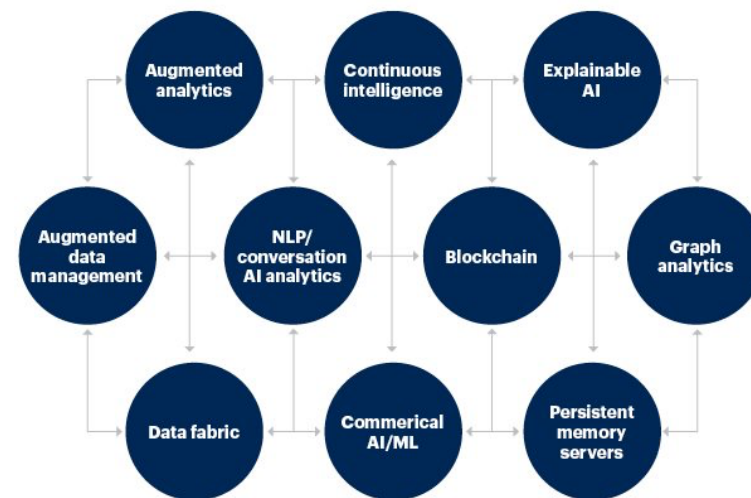 Augmented
analytics
Continuous
intelligence
Explainable
AI
Augmented
data
management
NLP/
conversation
AI analytics
Blockchain
Graph
analytics
Data fabric
Commerical
AI/ML
Persistent
memory
servers